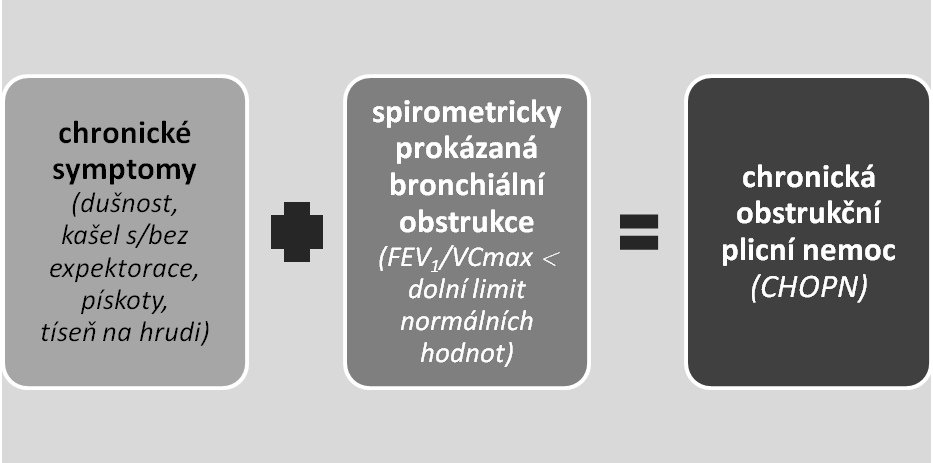 chronické
symptomy
(dušnost,
kašel s/bez
expektorace,
pískoty,
tíseň na hrudi)
spirometricky
prokázaná
bronchiální
obstrukce
(FEV₁/VCmax <
dolní limit
normálních
hodnot)
chronická
obstrukční
plicní nemoc
(CHOPN)